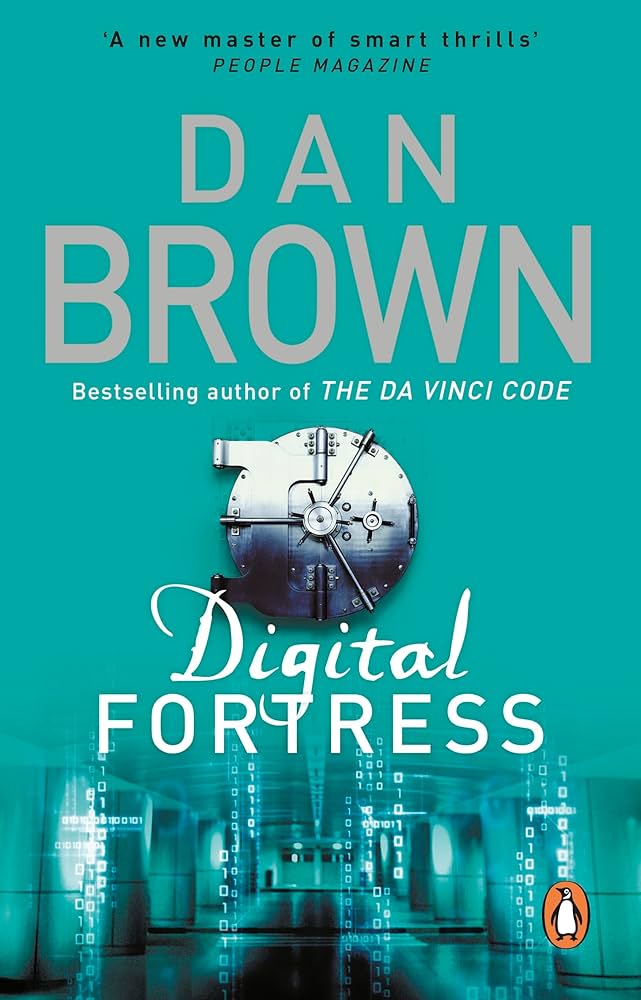 ‘A new master of smart thrills’
PEOPLE MAGAZINE
DAN
BROWN
Bestselling author of THE DA VINCI CODE
Digital
FORTRESS